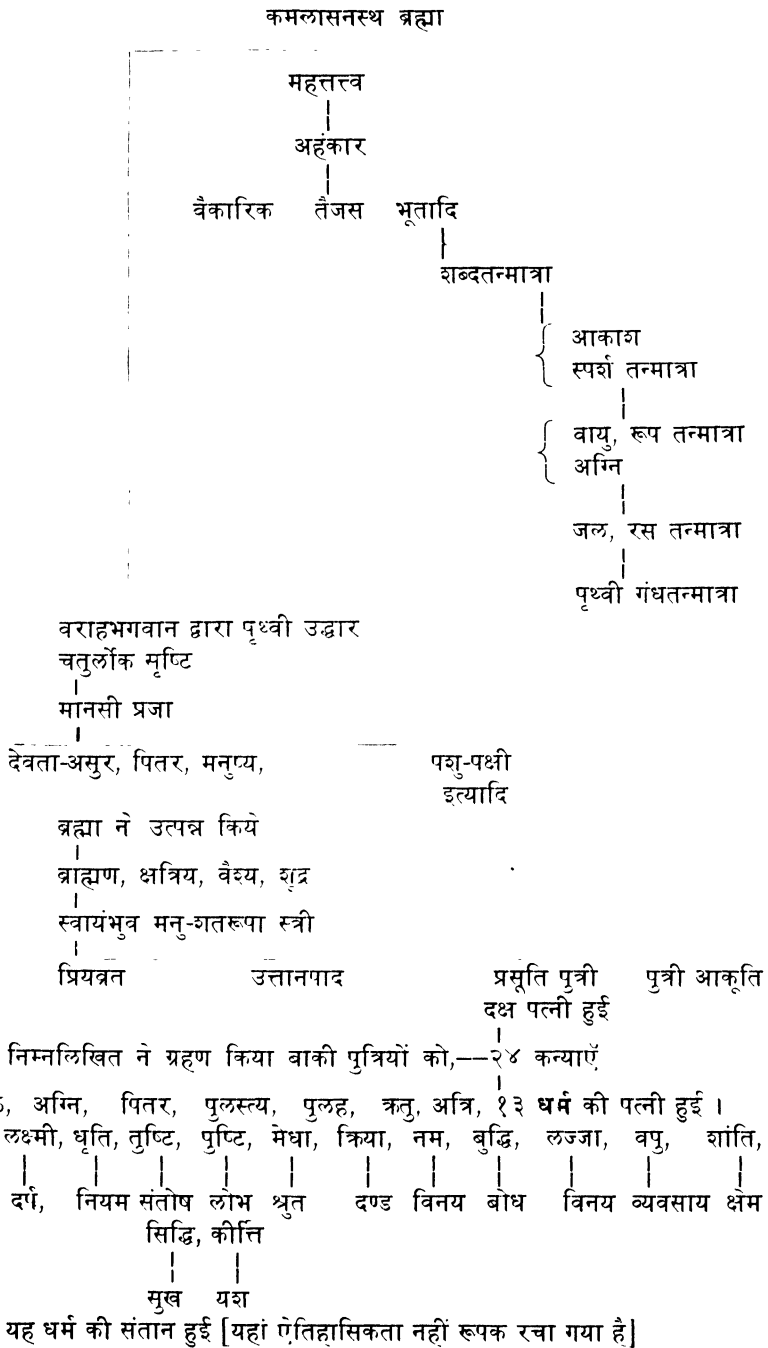 कमलासनस्थ ब्रह्मा
महत्तत्त्व
अहंकार
वैकारिक तैजस भूतादि
शब्दतन्मात्रा
आकाश
स्पर्श तन्मात्रा
वायु, रूप तन्मात्रा
अग्नि
जल, रस तन्मात्रा
पृथ्वी गंधतन्मात्रा
वराहभगवान द्वारा पृथ्वी उद्धार
चतुर्लोक सृष्टि
मानसी प्रजा
देवता-असुर, पितर, मनुष्य, पशु-पक्षी
इत्यादि
ब्रह्मा ने उत्पन्न किये
ब्राह्मण, क्षत्रिय, वैश्य, शूद्र
स्वायंभुव मनु-शतरूपा स्त्री
प्रियव्रत उत्तानपाद प्रसूति पुत्री पुत्री आकूति
दक्ष पत्नी हुई
निम्नलिखित ने ग्रहण किया बाकी पुत्रियों को,--२४ कन्याएँ
अग्नि, पितर, पुलस्त्य, पुलह, ऋतु, अत्रि, १३ धर्म की पत्नी हुई ।
लक्ष्मी, धृति, तुष्टि, पुष्टि, मेधा, क्रिया, नम, बुद्धि, लज्जा, वपु, शांति,
दर्प, नियम संतोष लोभ श्रुत दण्ड विनय बोध विनय व्यवसाय क्षेम
सिद्धि, कीर्त्ति
सुख यश
यह धर्म की संतान हुई [यहां ऐतिहासिकता नहीं रूपक रचा गया है]